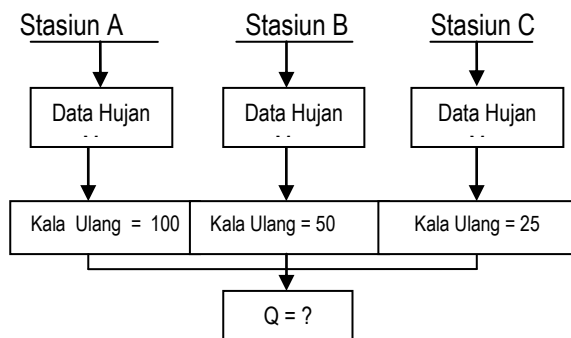 Stasiun A Stasiun B Stasiun C
Data Hujan Data Hujan Data Hujan
Kala Ulang = 100 Kala Ulang = 50 Kala Ulang = 25
Q = ?